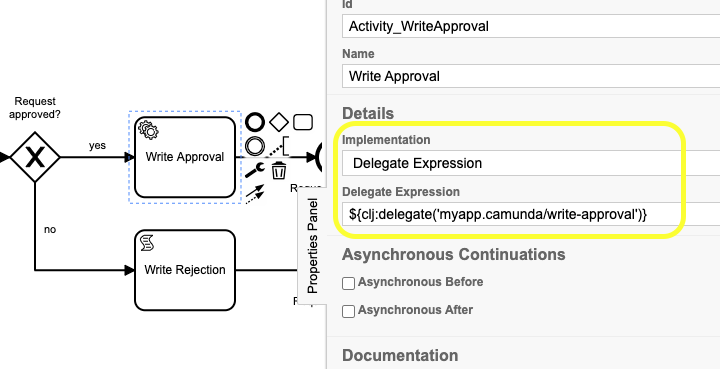 Request
approved?
yes
Write Approval
Reque
no
Write Rejection
Properties Panel
Id
Activity_WriteApproval
Name
Write Approval
Details
Implementation
Delegate Expression
Delegate Expression
${clj:delegate('myapp.camunda/write-approval')}
Asynchronous Continuations
Asynchronous Before
Asynchronous After
Documentation